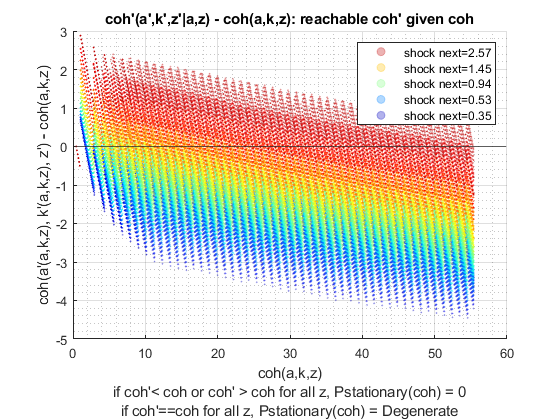 coh'(a',k',z'|a,z) - coh(a,k,z): reachable coh' given coh
coh(a'(a,k,z), k'(a,k,z), z') - coh(a,k,z)
3
2
1
0
-1
-2
-3
-4
-5
shock next=2.57
shock next=1.45
shock next=0.94
shock next=0.53
shock next=0.35
0 10 20 30 40 50 60
coh(a,k,z)
if coh'< coh or coh' > coh for all z, Pstationary(coh) = 0
if coh'==coh for all z, Pstationary(coh) = Degenerate